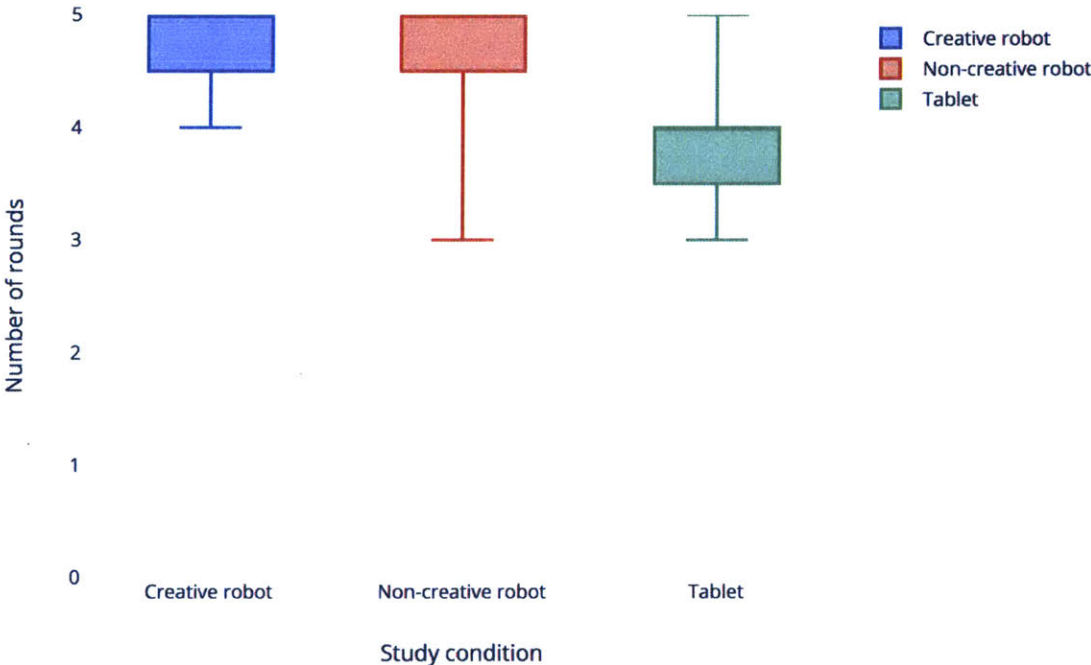 5
4
3
2
1
0
Number of rounds
Creative robot
Non-creative robot
Tablet
Study condition
Creative robot
Non-creative robot
Tablet